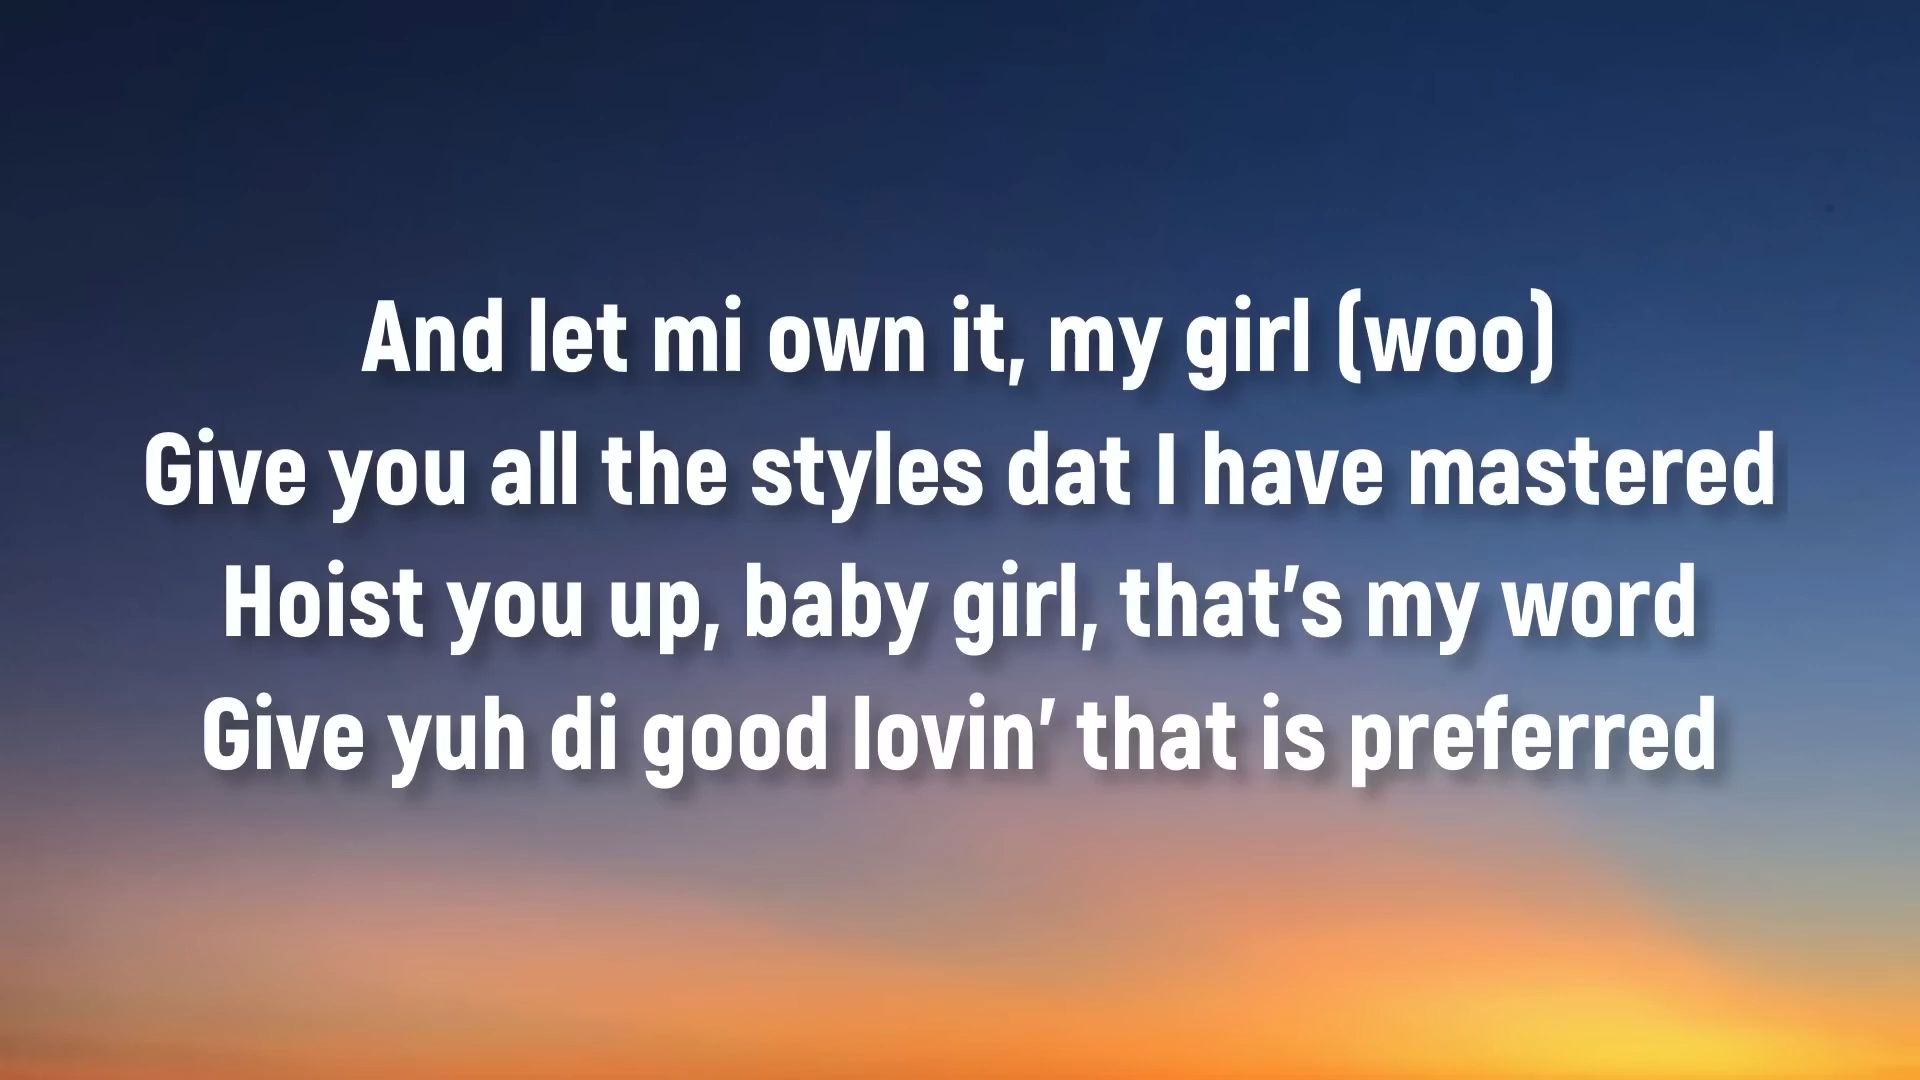 And let mi own it, my girl (woo)
Give you all the styles dat I have mastered
Hoist you up, baby girl, that's my word
Give yuh di good lovin' that is preferred